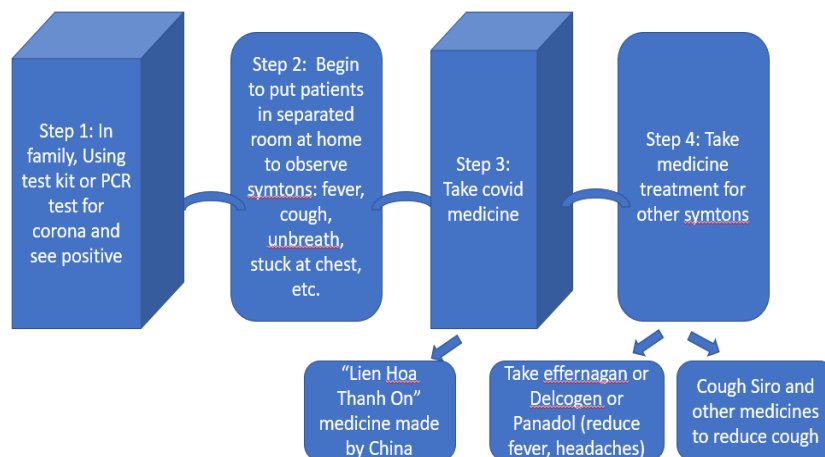 Step 1: In
family, Using
test kit or PCR
test for
corona and
see positive
Step 2:  Begin
to put patients
in separated
room at home
to observe
symtons: fever,
cough,
unbreath,
stuck at chest,
etc.
Step 3:
Take covid
medicine
Step 4: Take
medicine
treatment for
other symtons
“Lien Hoa
Thanh On”
medicine made
by China
Take effernagan or
Delcogen or
Panadol (reduce
fever, headaches)
Cough Siro and
other medicines
to reduce cough